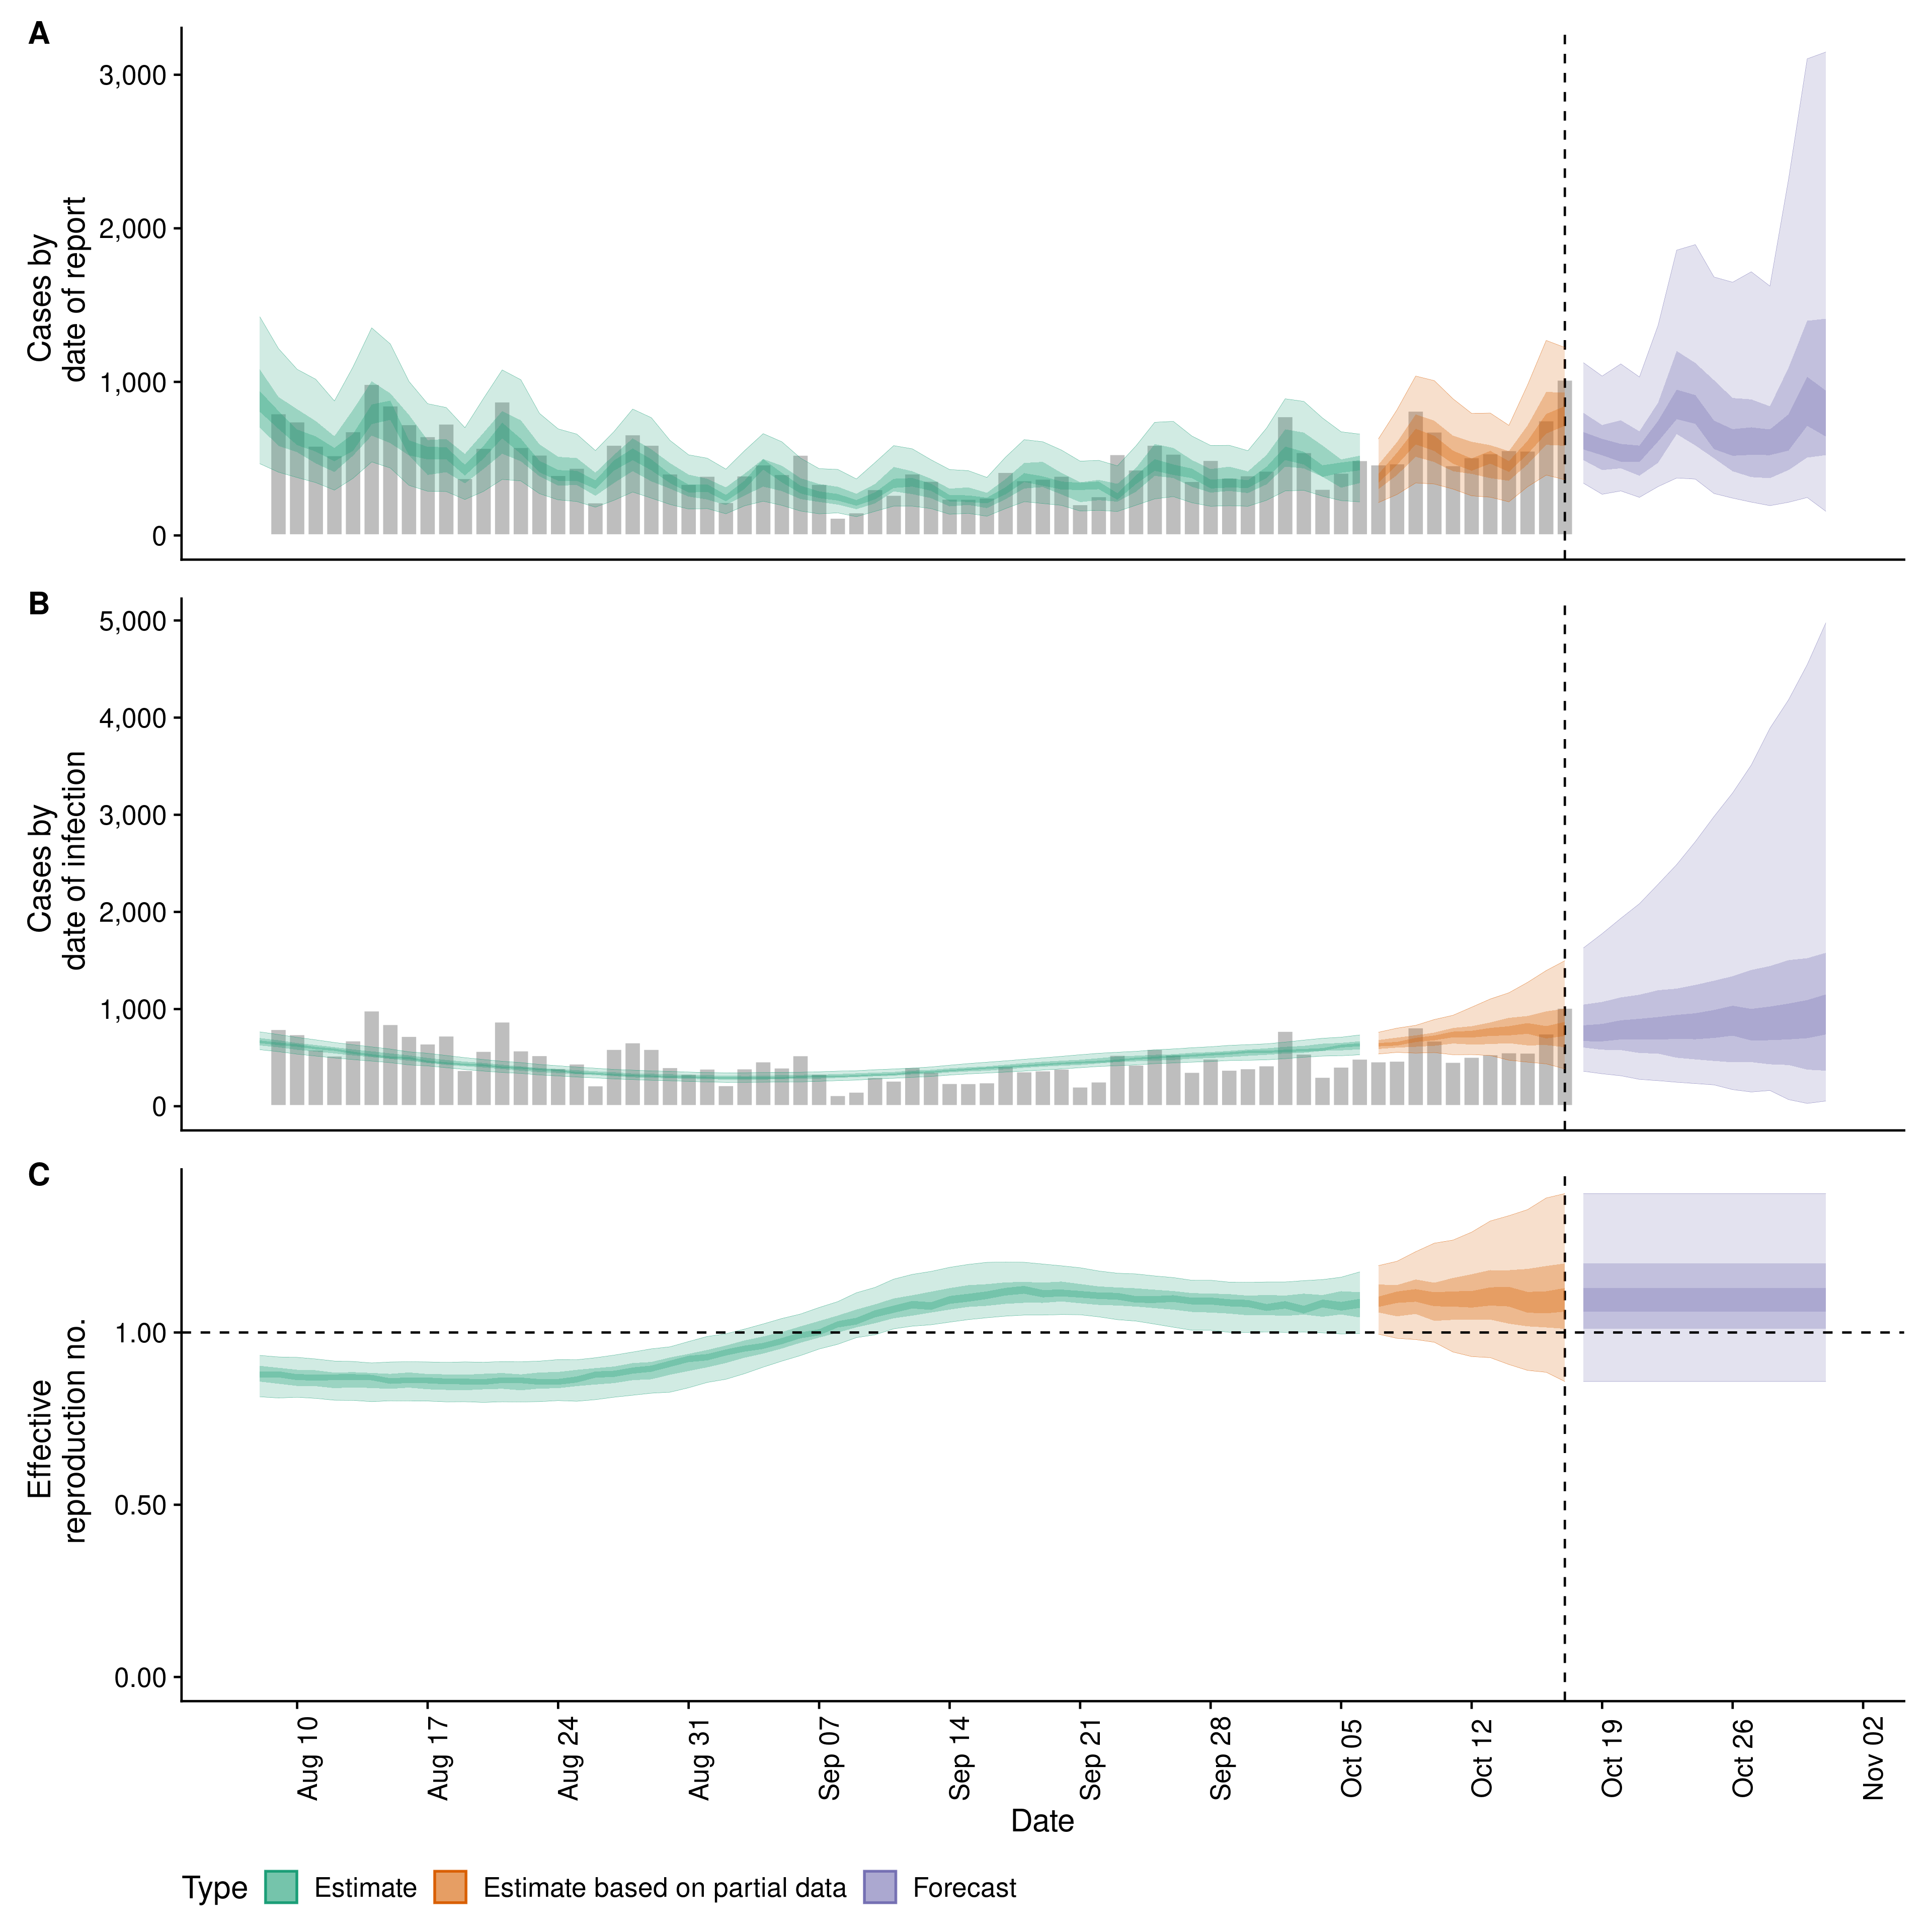 A
Cases by
date of report
3,000
2,000
1,000
0
B
Cases by
date of infection
5,000
4,000
3,000
2,000
1,000
0
C
Effective
reproduction no.
1.00
0.50
0.00
Aug 10
Aug 17
Aug 24
Aug 31
Sep 07
Sep 14
Sep 21
Sep 28
Oct 05
Oct 12
Oct 19
Oct 26
Nov 02
Date
Type Estimate Estimate based on partial data Forecast